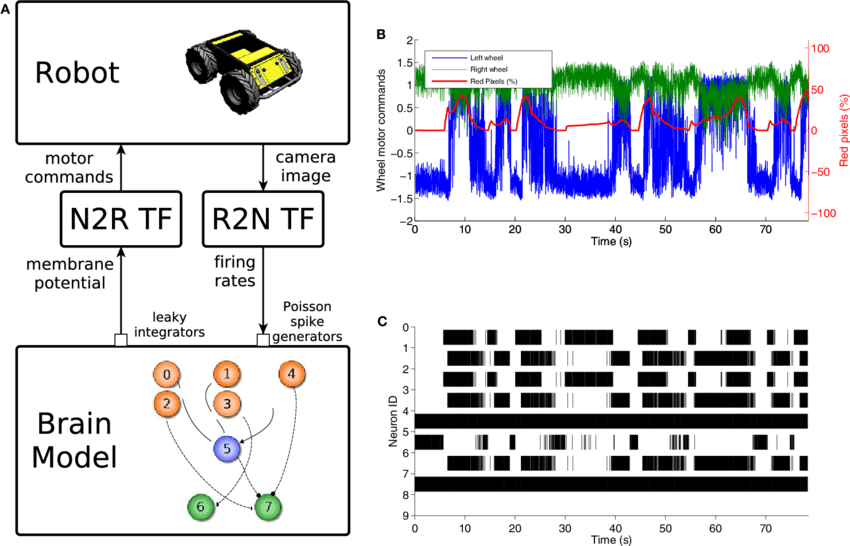 A
Robot
motor
commands
camera
image
N2R TF
R2N TF
membrane
potential
firing
rates
leaky
integrators
Poisson
spike
generators
Brain
Model
0
1
4
2
3
5
6
7
B
Left wheel
Right wheel
Red Pixels (%)
Wheel motor commands
2
1.5
1
0.5
0
−0.5
−1
−1.5
−2
100
50
0
−50
−100
Red pixels (%)
0 10 20 30 40 50 60 70
Time (s)
C
Neuron ID
0
1
2
3
4
5
6
7
8
9
0 10 20 30 40 50 60 70
Time (s)